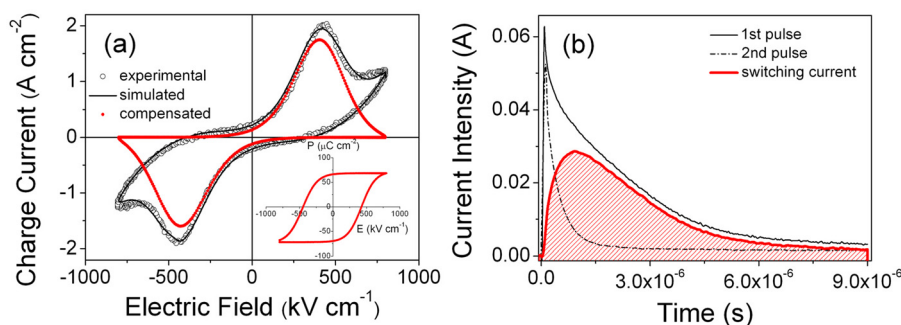 (a)
experimental
simulated
compensated
Charge Current (A cm⁻²)
2
1
0
-1
-2
-1000
-500
0
500
1000
Electric Field (kV cm⁻¹)
P (μC cm⁻²)
100
50
0
-50
-100
-1000
-500
0
500
1000
E (kV cm⁻¹)
(b)
1st pulse
2nd pulse
switching current
Current Intensity (A)
0.06
0.04
0.02
0.00
0.0
3.0x10⁻⁶
6.0x10⁻⁶
9.0x10⁻⁶
Time (s)